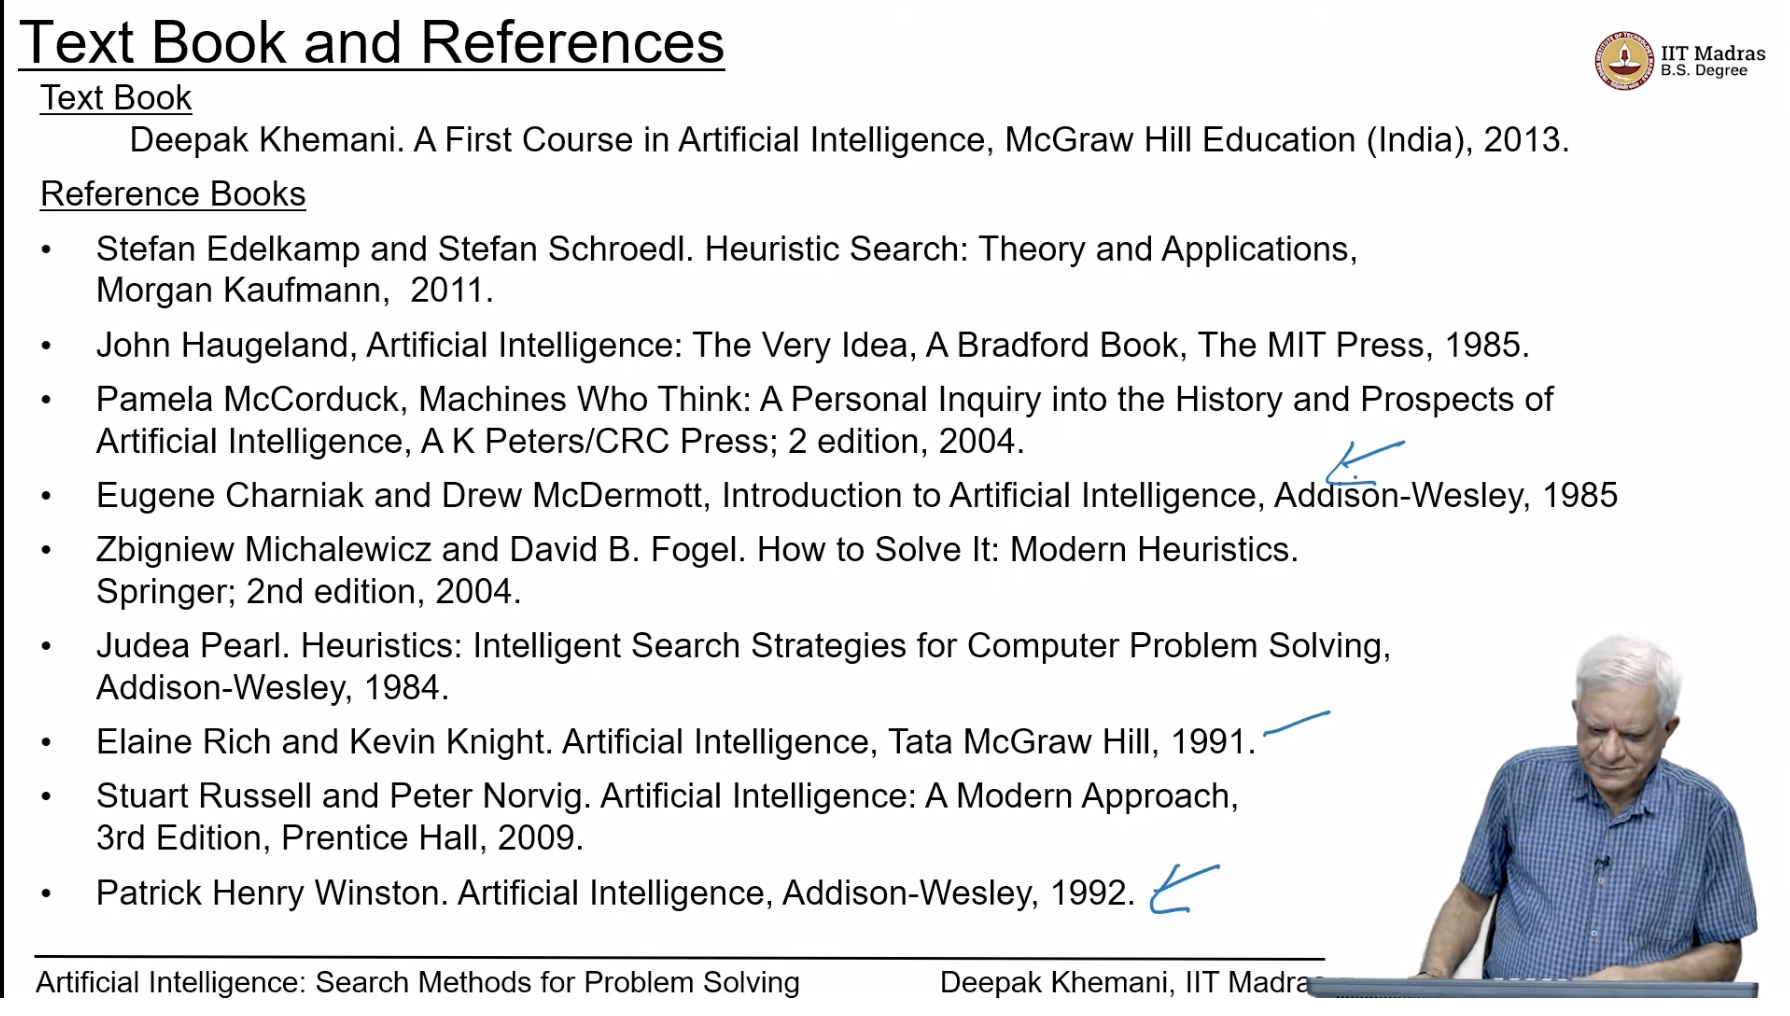 Text Book and References
IIT Madras
B.S. Degree
Text Book
Deepak Khemani. A First Course in Artificial Intelligence, McGraw Hill Education (India), 2013.
Reference Books
• Stefan Edelkamp and Stefan Schroedl. Heuristic Search: Theory and Applications,
Morgan Kaufmann, 2011.
• John Haugeland, Artificial Intelligence: The Very Idea, A Bradford Book, The MIT Press, 1985.
• Pamela McCorduck, Machines Who Think: A Personal Inquiry into the History and Prospects of
Artificial Intelligence, A K Peters/CRC Press; 2 edition, 2004.
• Eugene Charniak and Drew McDermott, Introduction to Artificial Intelligence, Addison-Wesley, 1985
• Zbigniew Michalewicz and David B. Fogel. How to Solve It: Modern Heuristics.
Springer; 2nd edition, 2004.
• Judea Pearl. Heuristics: Intelligent Search Strategies for Computer Problem Solving,
Addison-Wesley, 1984.
• Elaine Rich and Kevin Knight. Artificial Intelligence, Tata McGraw Hill, 1991.
• Stuart Russell and Peter Norvig. Artificial Intelligence: A Modern Approach,
3rd Edition, Prentice Hall, 2009.
• Patrick Henry Winston. Artificial Intelligence, Addison-Wesley, 1992.
Artificial Intelligence: Search Methods for Problem Solving
Deepak Khemani, IIT Madra